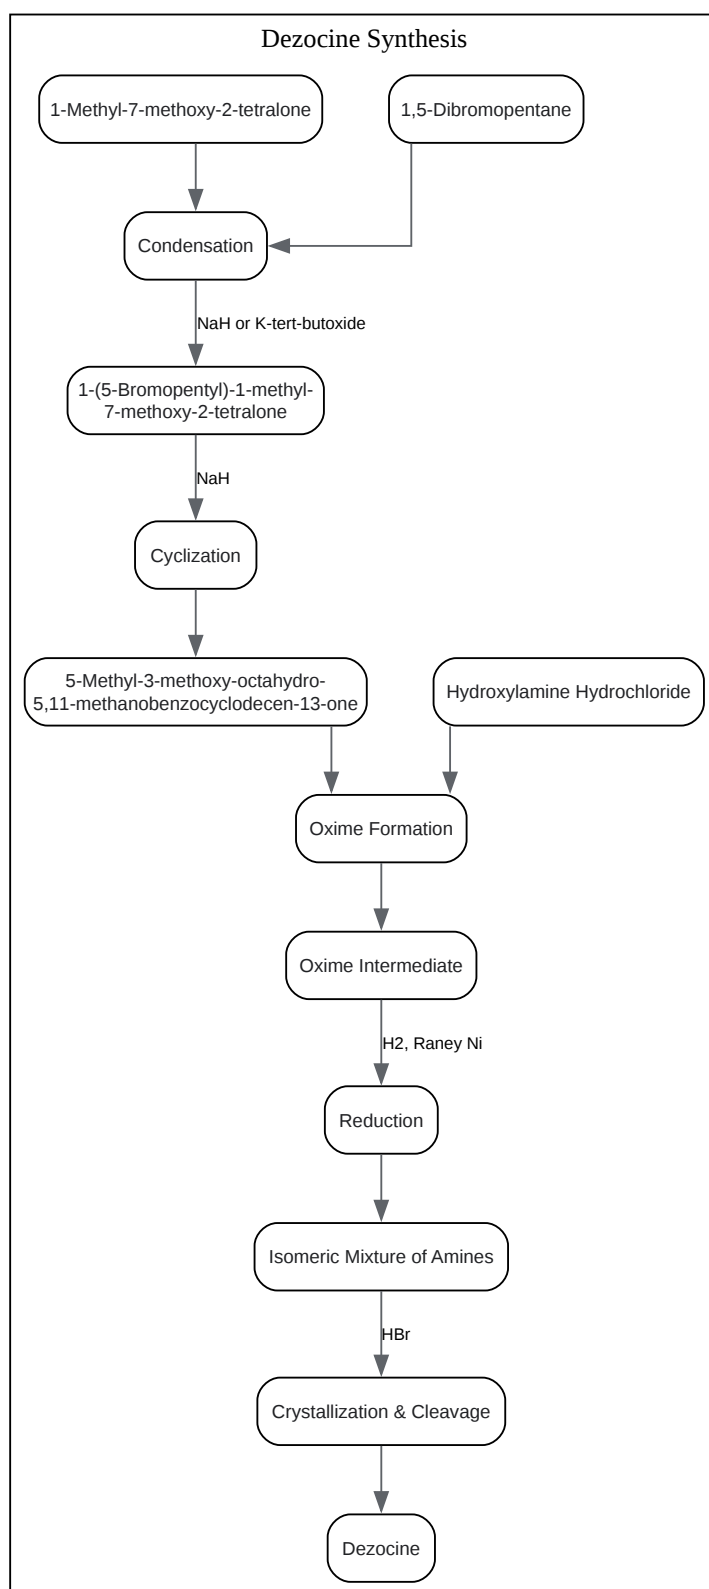 Dezocine Synthesis
1-Methyl-7-methoxy-2-tetralone
1,5-Dibromopentane
Condensation
NaH or K-tert-butoxide
1-(5-Bromopentyl)-1-methyl-
7-methoxy-2-tetralone
NaH
Cyclization
5-Methyl-3-methoxy-octahydro-
5,11-methanobenzocyclodecen-13-one
Hydroxylamine Hydrochloride
Oxime Formation
Oxime Intermediate
H2, Raney Ni
Reduction
Isomeric Mixture of Amines
HBr
Crystallization & Cleavage
Dezocine